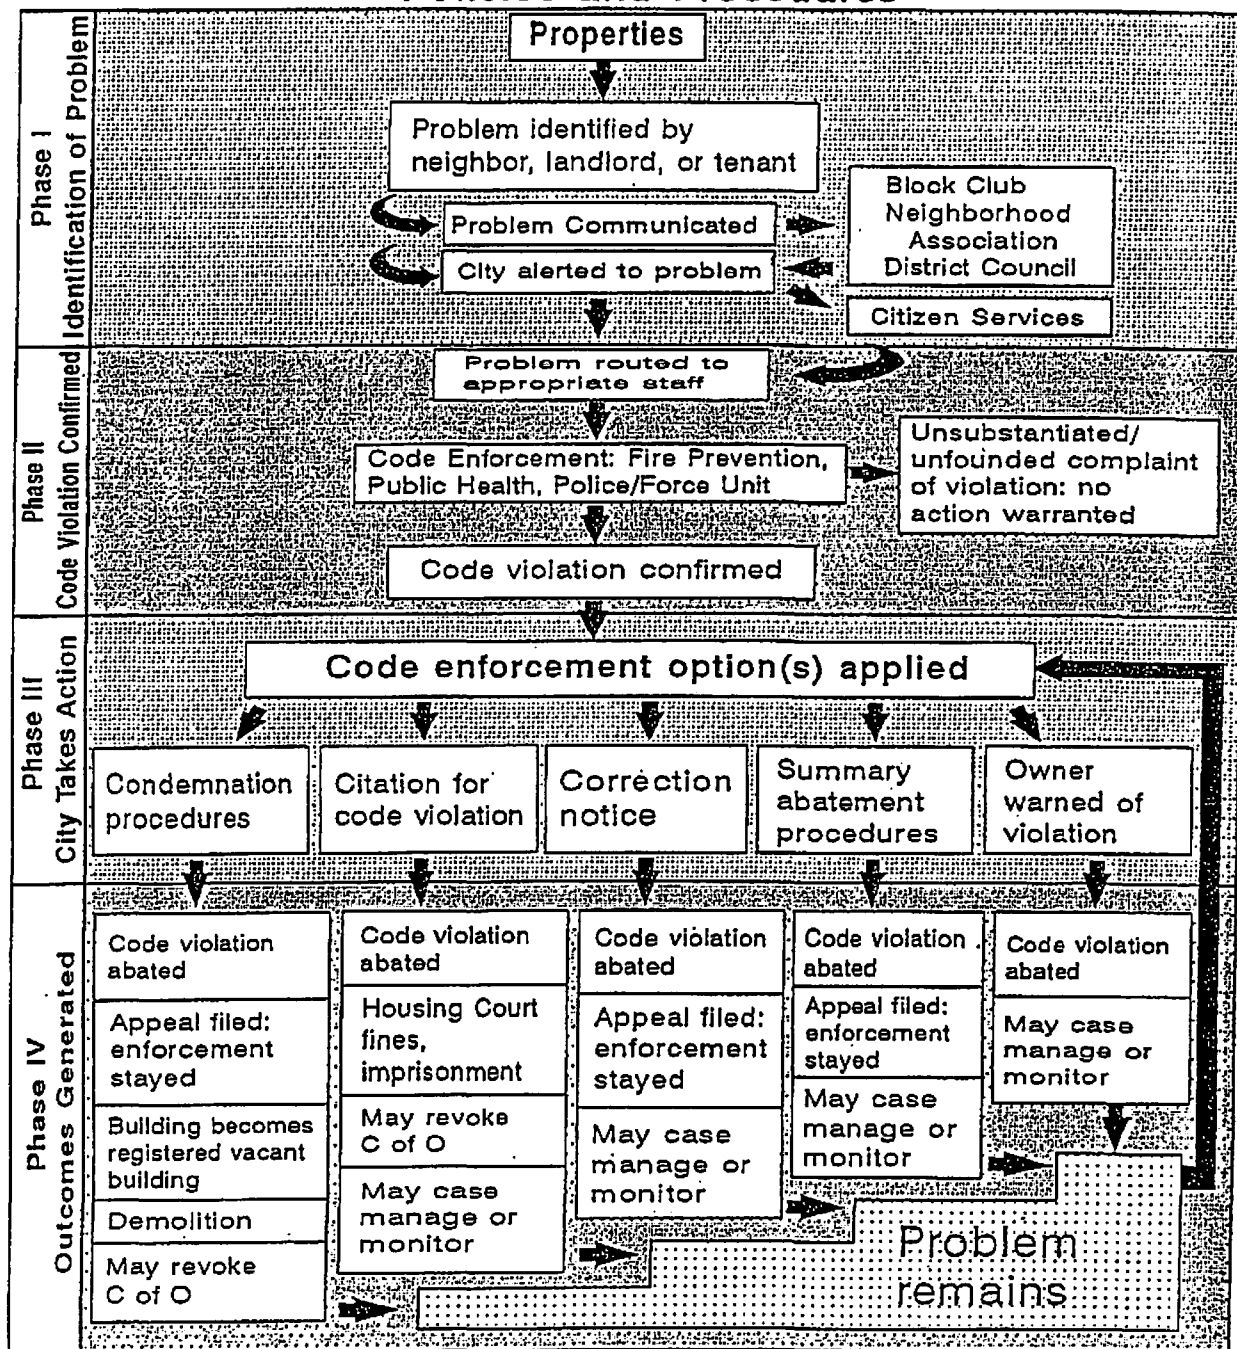 Policies and Procedures
Phase I
Identification of Problem
Properties
Problem identified by
neighbor, landlord, or tenant
Problem Communicated
City alerted to problem
Block Club
Neighborhood
Association
District Council
Citizen Services
Phase II
Code Violation Confirmed
Problem routed to
appropriate staff
Code Enforcement: Fire Prevention,
Public Health, Police/Force Unit
Unsubstantiated/
unfounded complaint
of violation: no
action warranted
Code violation confirmed
Phase III
City Takes Action
Code enforcement option(s) applied
Condemnation
procedures
Citation for
code violation
Correction
notice
Summary
abatement
procedures
Owner
warned of
violation
Phase IV
Outcomes Generated
Code violation
abated
Appeal filed:
enforcement
stayed
Building becomes
registered vacant
building
Demolition
May revoke
C of O
Code violation
abated
Housing Court
fines,
imprisonment
May revoke
C of O
May case
manage or
monitor
Code violation
abated
Appeal filed:
enforcement
stayed
May case
manage or
monitor
Code violation
abated
Appeal filed:
enforcement
stayed
May case
manage or
monitor
Code violation
abated
May case
manage or
monitor
Problem
remains